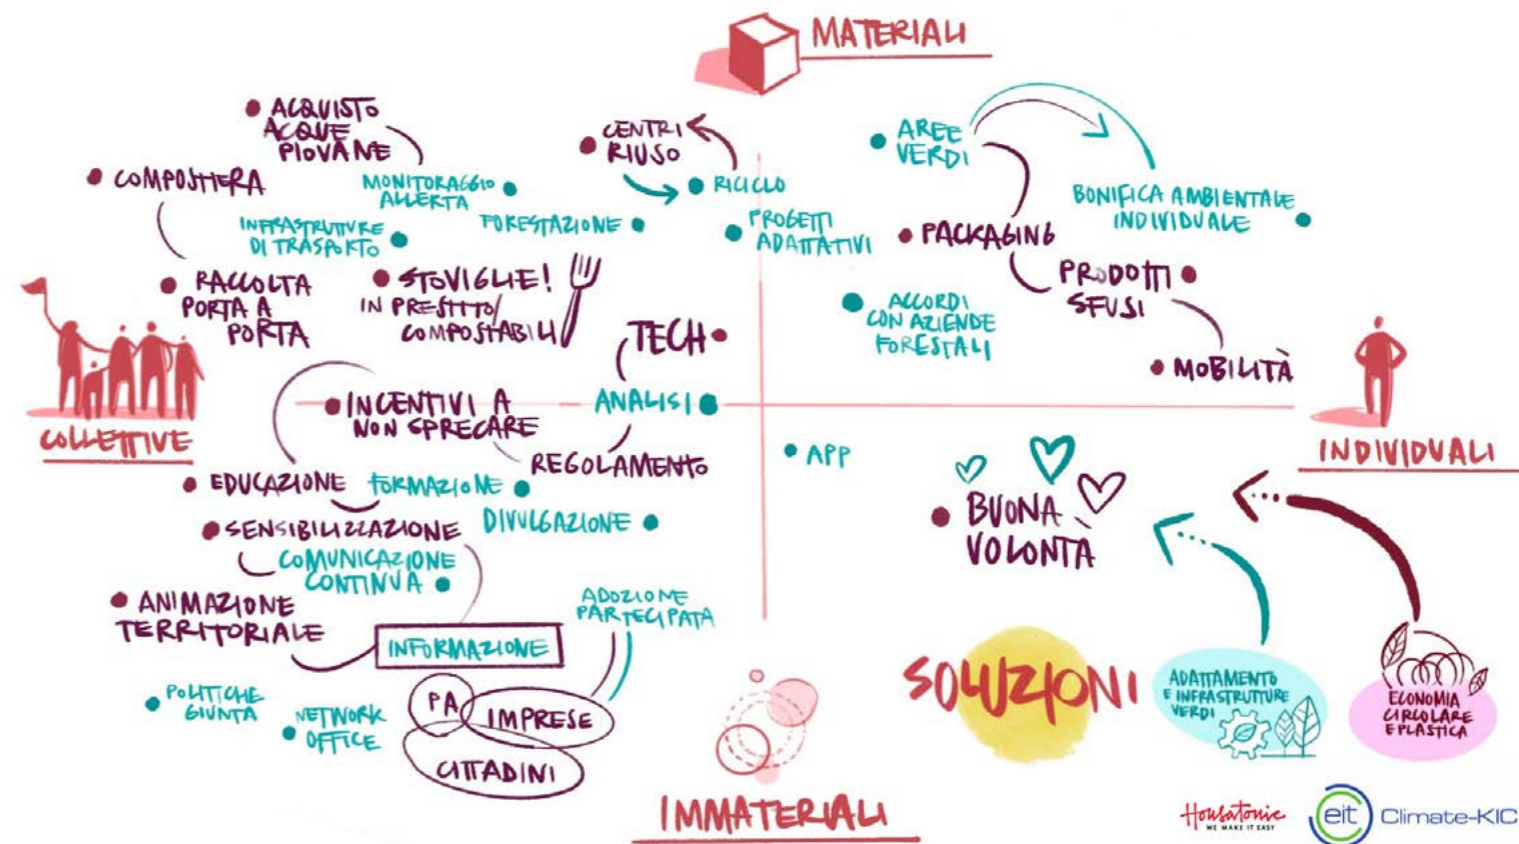 MATERIALI
ACQUISTO
ACQUE
PIOVANE
COMPOSTIERA
MONITORAGGIO
ALLERTA
INFRASTRUTTURE
DI TRASPORTO
FORESTAZIONE
CENTRI
RIUSO
RICICLO
PROGETTI
ADATTATIVI
RACCOLTA
PORTA A
PORTA
STOVIGLIE!
IN PRESTITO/
COMPOSTABILI
TECH
AREE
VERDI
BONIFICA AMBIENTALE
INDIVIDUALE
PACKAGING
PRODOTTI
SFUSI
ACCORDI
CON AZIENDE
FORESTALI
MOBILITÀ
COLLETTIVE
INDIVIDUALI
INCENTIVI A
NON SPRECARE
ANALISI
REGOLAMENTO
EDUCAZIONE
FORMAZIONE
SENSIBILIZZAZIONE
DIVULGAZIONE
COMUNICAZIONE
CONTINUA
ANIMAZIONE
TERRITORIALE
INFORMAZIONE
ADOZIONE
PARTECIPATA
POLITICHE
GIUNTA
NETWORK
OFFICE
PA
IMPRESE
CITTADINI
APP
BUONA
VOLONTÀ
SOLUZIONI
ADATTAMENTO
E INFRASTRUTTURE
VERDI
ECONOMIA
CIRCOLARE
E PLASTICA
IMMATERIALI
Housatonic
WE MAKE IT EASY
eit
Climate-KIC